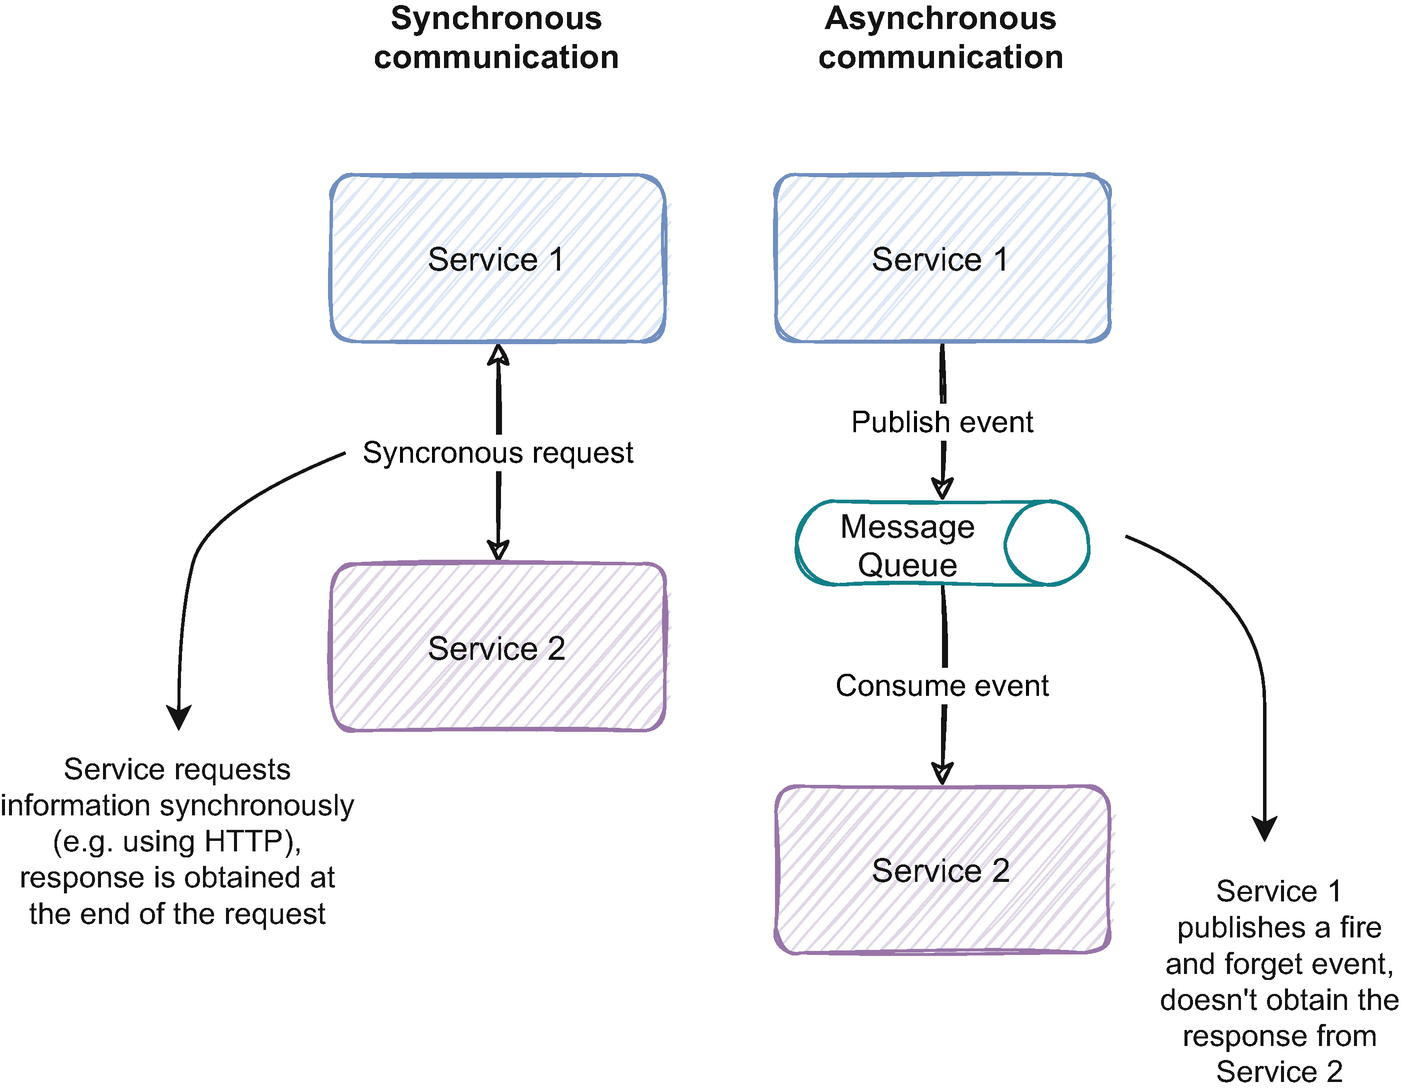 Synchronous
communication
Service 1
Syncronous request
Service 2
Service requests
information synchronously
(e.g. using HTTP),
response is obtained at
the end of the request
Asynchronous
communication
Service 1
Publish event
Message
Queue
Consume event
Service 2
Service 1
publishes a fire
and forget event,
doesn't obtain the
response from
Service 2